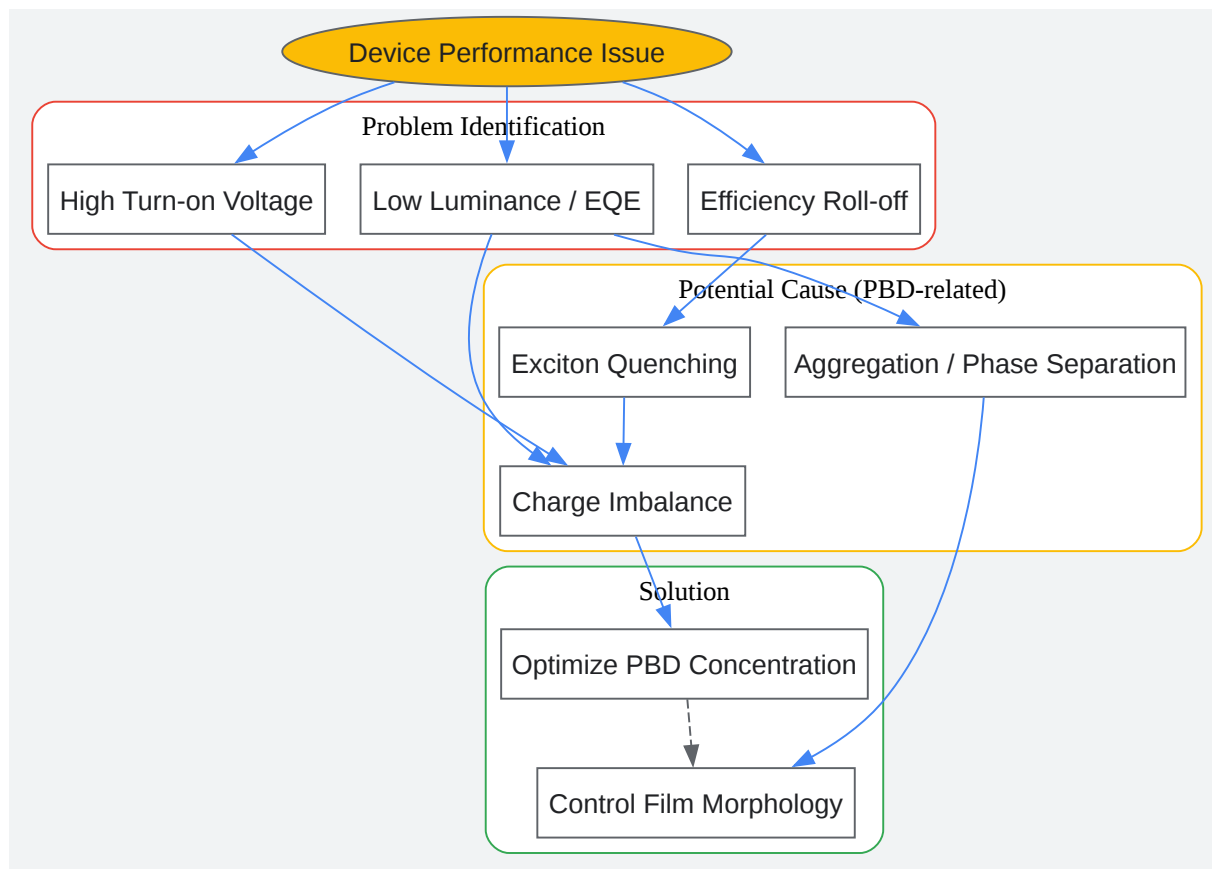 Device Performance Issue
Problem Identification
High Turn-on Voltage
Low Luminance / EQE
Efficiency Roll-off
Potential Cause (PBD-related)
Exciton Quenching
Aggregation / Phase Separation
Charge Imbalance
Solution
Optimize PBD Concentration
Control Film Morphology